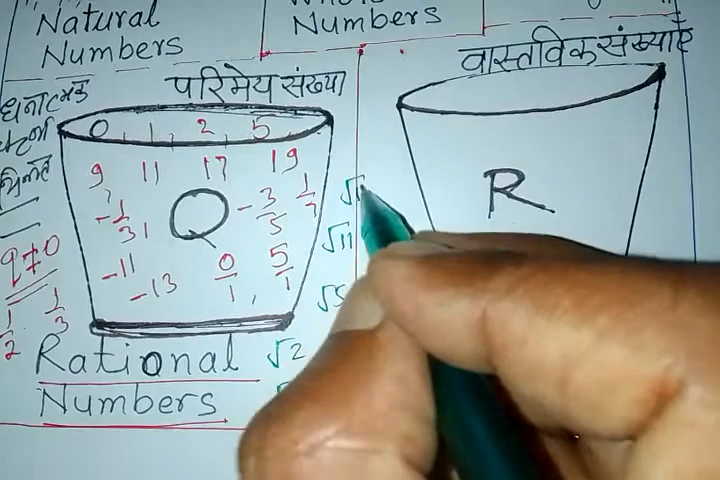 Natural
Numbers
Numbers
परिमेय संख्या
वास्तविक संख्याएं
0, 1, 2, 5
9, 11 17 19
-1/31 Q -3/5 1/7
-11 -13 0/1, 5/1
q≠0
1/2 1/3
√11
√5
√2
R
Rational
Numbers